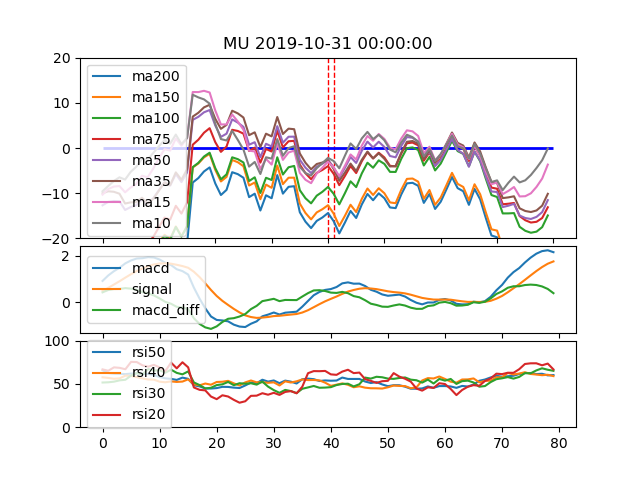 MU 2019-10-31 00:00:00
20
10
0
−10
−20
ma200
ma150
ma100
ma75
ma50
ma35
ma15
ma10
2
0
macd
signal
macd_diff
100
50
0
rsi50
rsi40
rsi30
rsi20
0 10 20 30 40 50 60 70 80